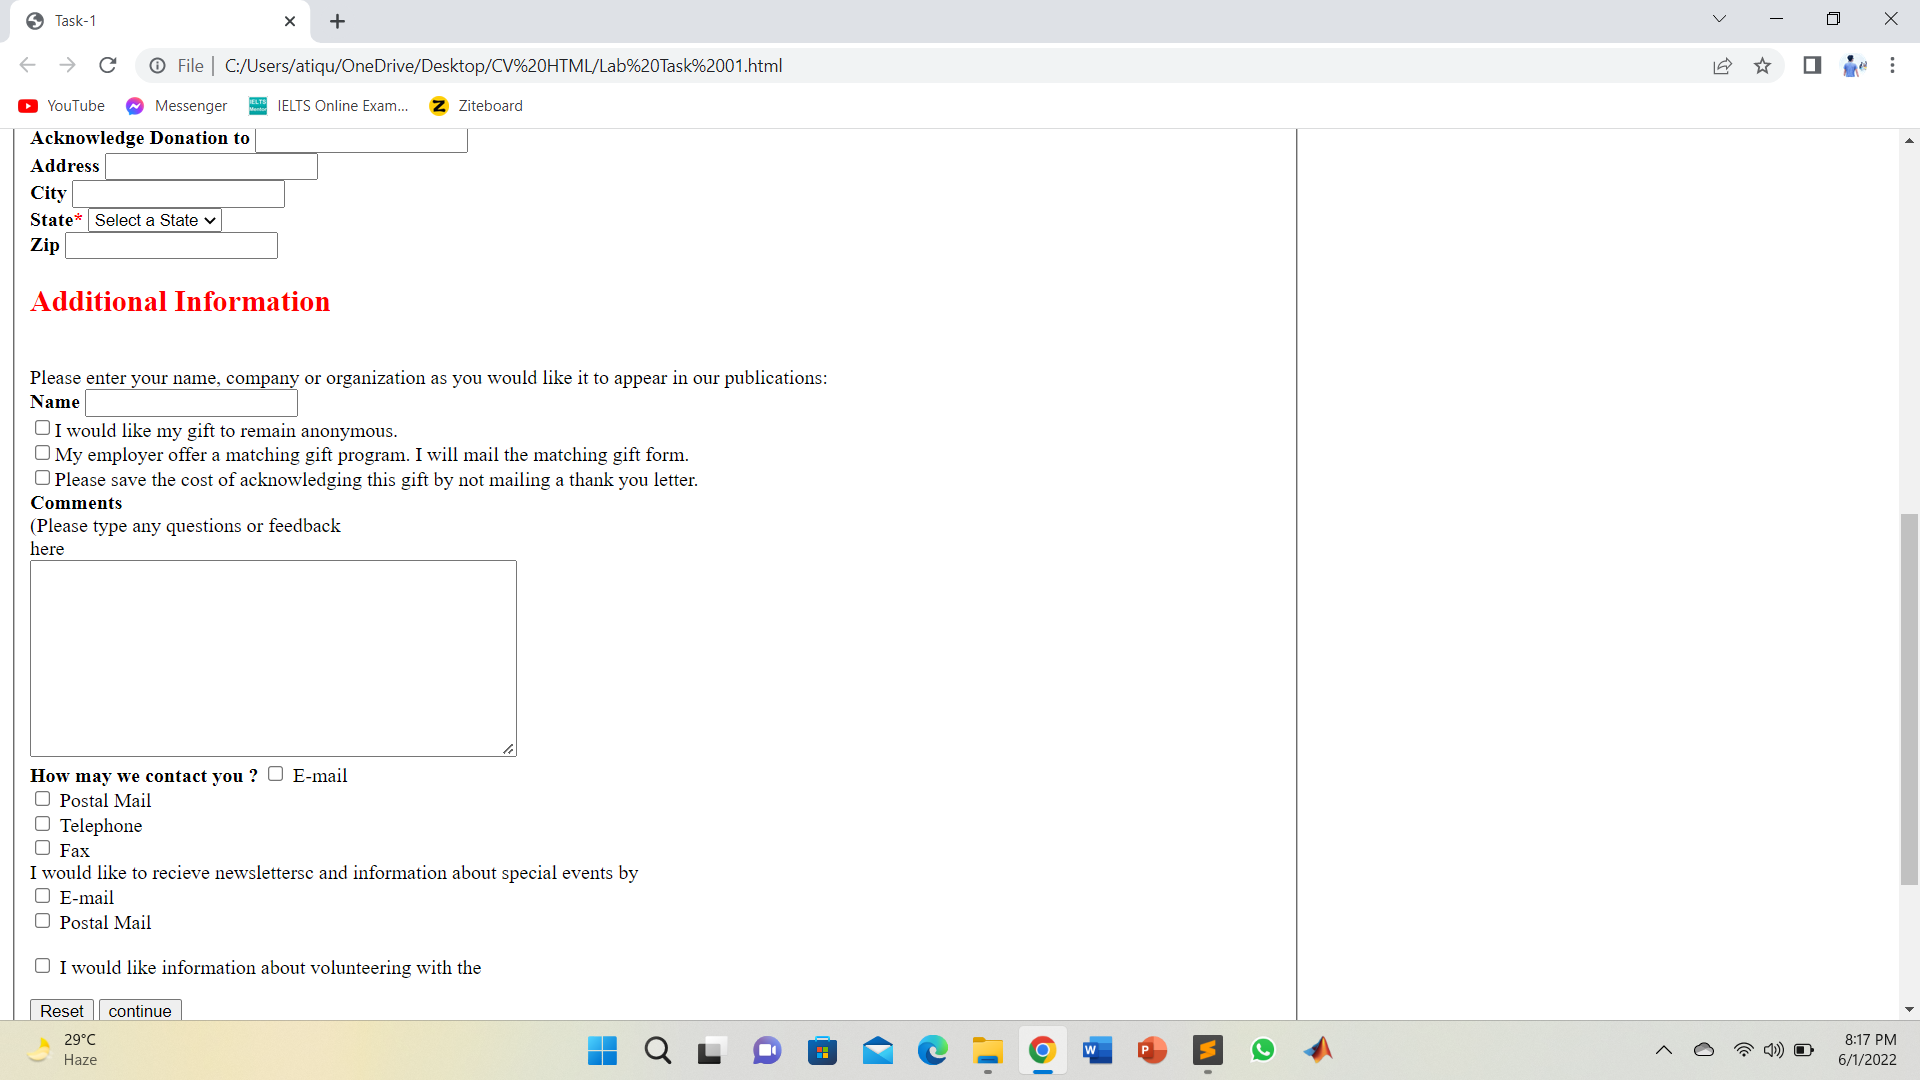 Task-1
File | C:/Users/atiqu/OneDrive/Desktop/CV%20HTML/Lab%20Task%2001.html
YouTube Messenger IELTS Online Exam... Ziteboard
Acknowledge Donation to
Address
City
State* Select a State
Zip
Additional Information
Please enter your name, company or organization as you would like it to appear in our publications:
Name
I would like my gift to remain anonymous.
My employer offer a matching gift program. I will mail the matching gift form.
Please save the cost of acknowledging this gift by not mailing a thank you letter.
Comments
(Please type any questions or feedback
here
How may we contact you ? E-mail
Postal Mail
Telephone
Fax
I would like to recieve newslettersc and information about special events by
E-mail
Postal Mail
I would like information about volunteering with the
Reset continue
29°C
Haze
8:17 PM
6/1/2022